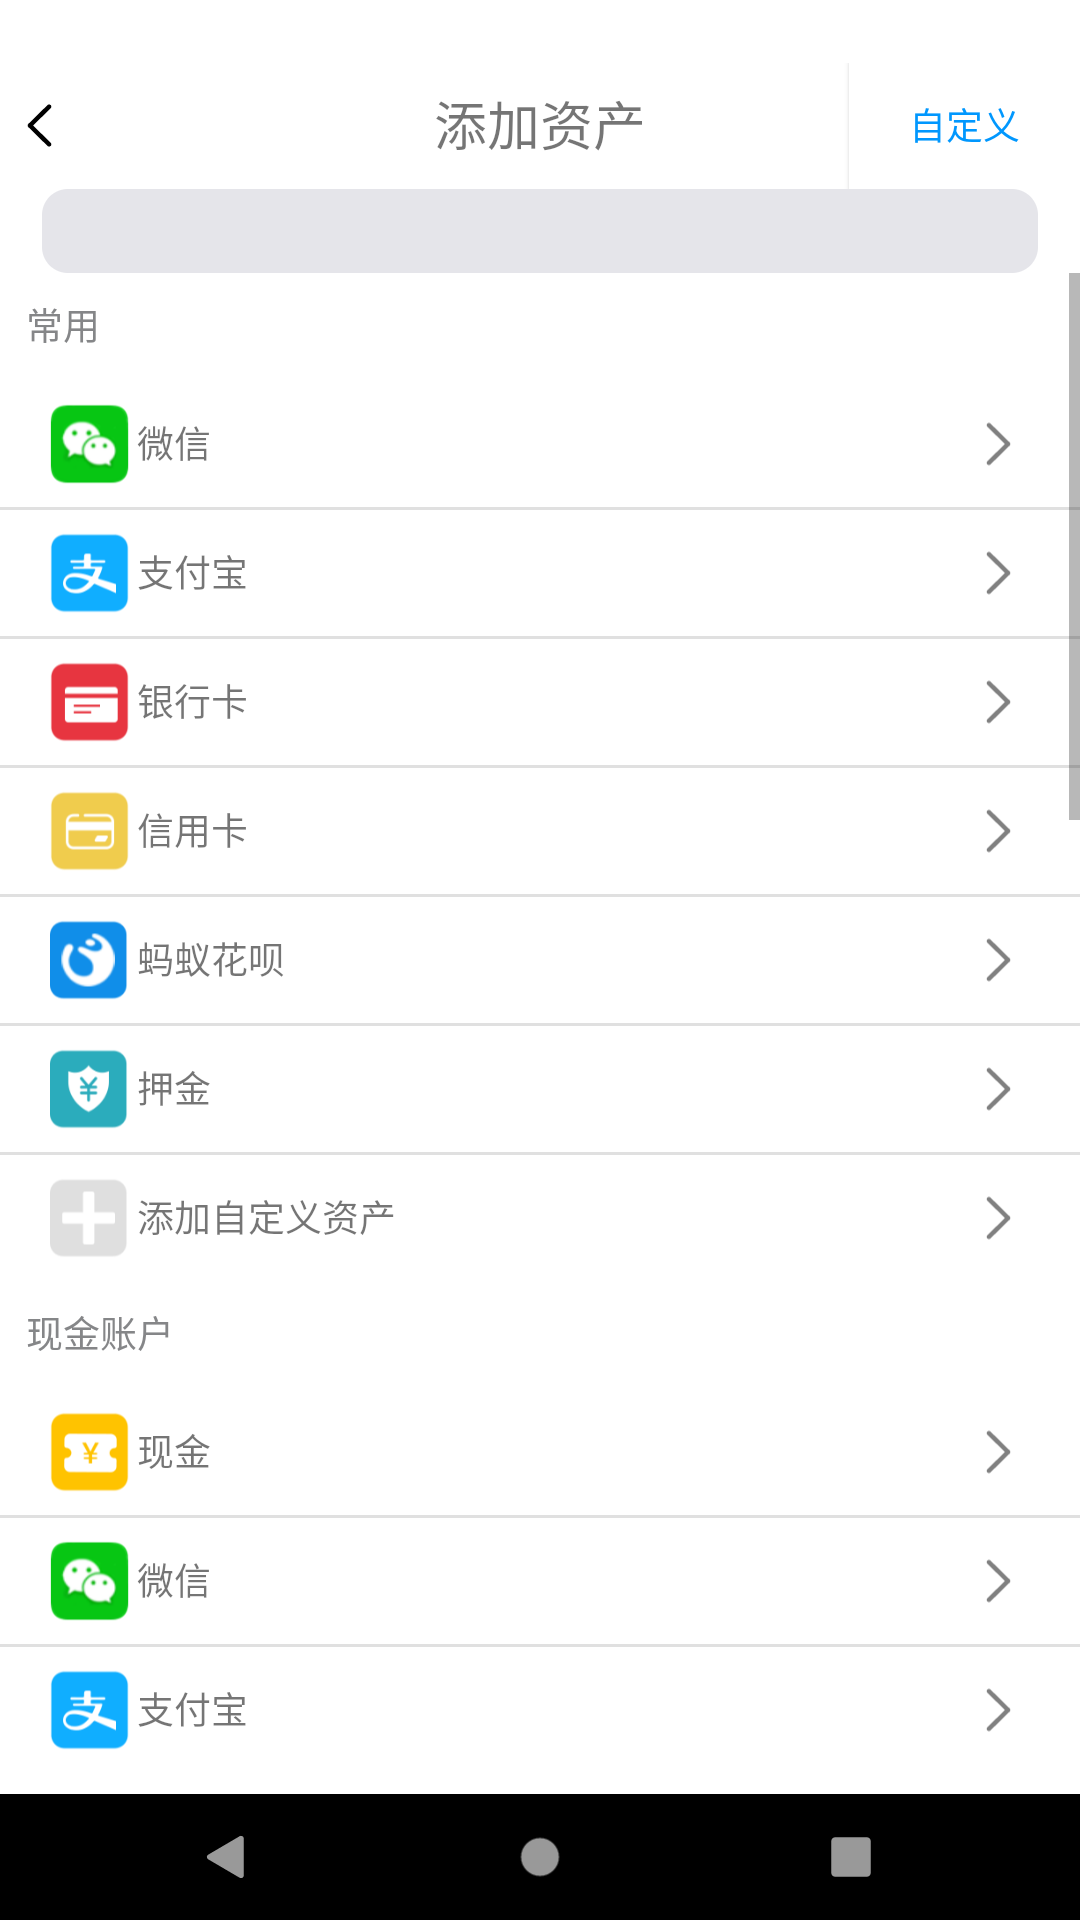 添加资产
自定义
常用
微信
支付宝
银行卡
信用卡
蚂蚁花呗
押金
添加自定义资产
现金账户
现金
微信
支付宝